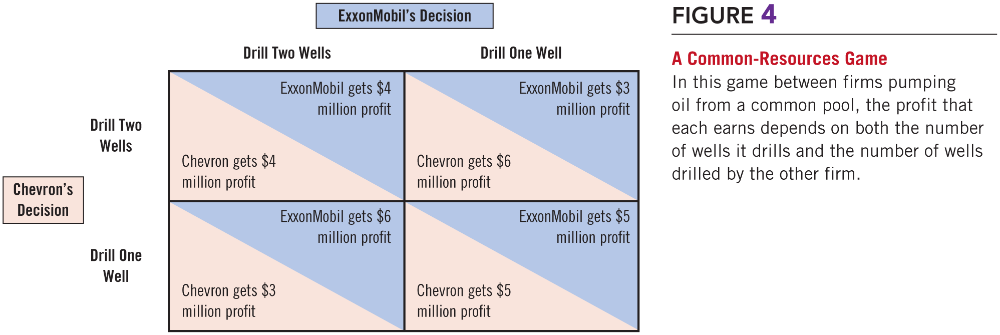 ExxonMobil’s Decision
Drill Two Wells
Drill One Well
Drill Two
Wells
ExxonMobil gets $4
million profit
Chevron gets $4
million profit
ExxonMobil gets $3
million profit
Chevron gets $6
million profit
Chevron’s
Decision
Drill One
Well
ExxonMobil gets $6
million profit
Chevron gets $3
million profit
ExxonMobil gets $5
million profit
Chevron gets $5
million profit
FIGURE 4
A Common-Resources Game
In this game between firms pumping
oil from a common pool, the profit that
each earns depends on both the number
of wells it drills and the number of wells
drilled by the other firm.